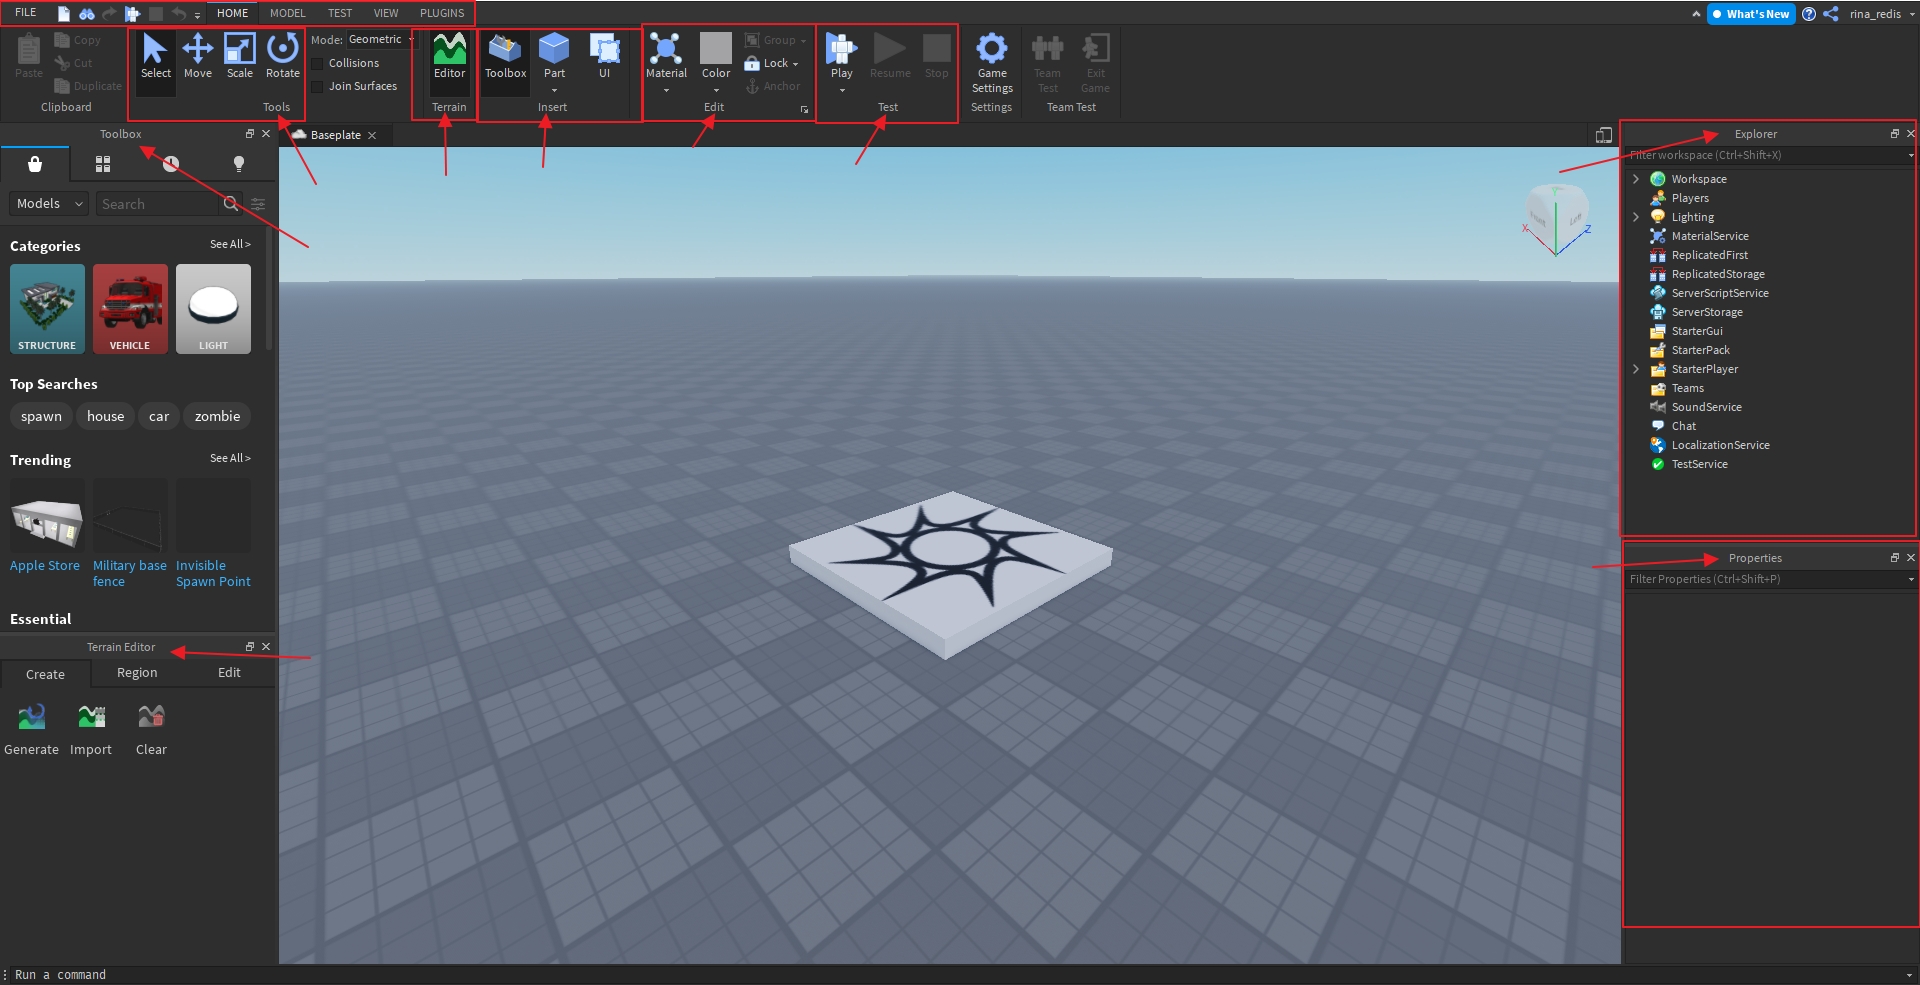 FILE HOME MODEL TEST VIEW PLUGINS What's New rina_redis
Paste Copy Cut Duplicate
Clipboard
Select Move Scale Rotate
Tools
Mode: Geometric
Collisions
Join Surfaces
Editor
Terrain
Toolbox Part UI
Insert
Material Color Group Lock Anchor
Edit
Play Resume Stop
Test
Game
Settings
Settings
Team
Test
Exit
Game
Team Test
Toolbox
Models Search
Categories See All >
STRUCTURE VEHICLE LIGHT
Top Searches
spawn house car zombie
Trending See All >
Apple Store
Military base
fence
Invisible
Spawn Point
Essential
Terrain Editor
Create Region Edit
Generate Import Clear
Baseplate
X Z
Explorer
Filter workspace (Ctrl+Shift+X)
Workspace
Players
Lighting
MaterialService
ReplicatedFirst
ReplicatedStorage
ServerScriptService
ServerStorage
StarterGui
StarterPack
StarterPlayer
Teams
SoundService
Chat
LocalizationService
TestService
Properties
Filter Properties (Ctrl+Shift+P)
Run a command